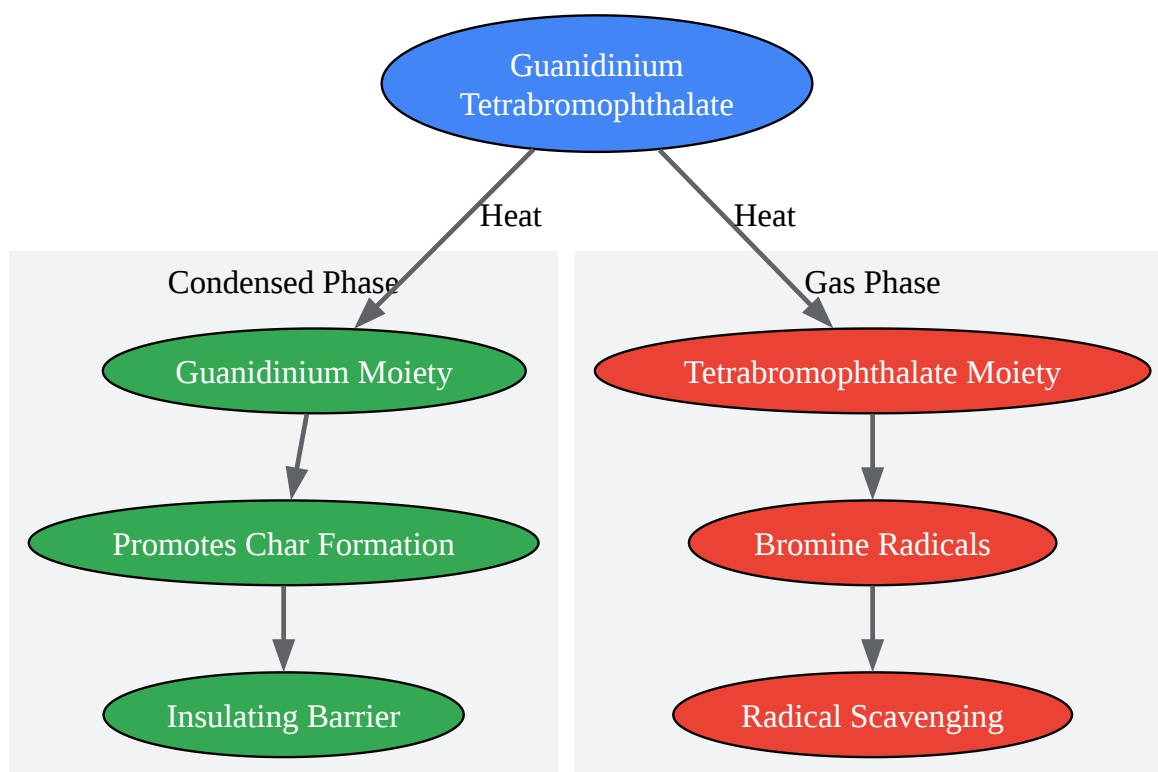 Guanidinium
Tetrabromophthalate
Heat
Heat
Condensed Phase
Gas Phase
Guanidinium Moiety
Tetrabromophthalate Moiety
Promotes Char Formation
Bromine Radicals
Insulating Barrier
Radical Scavenging